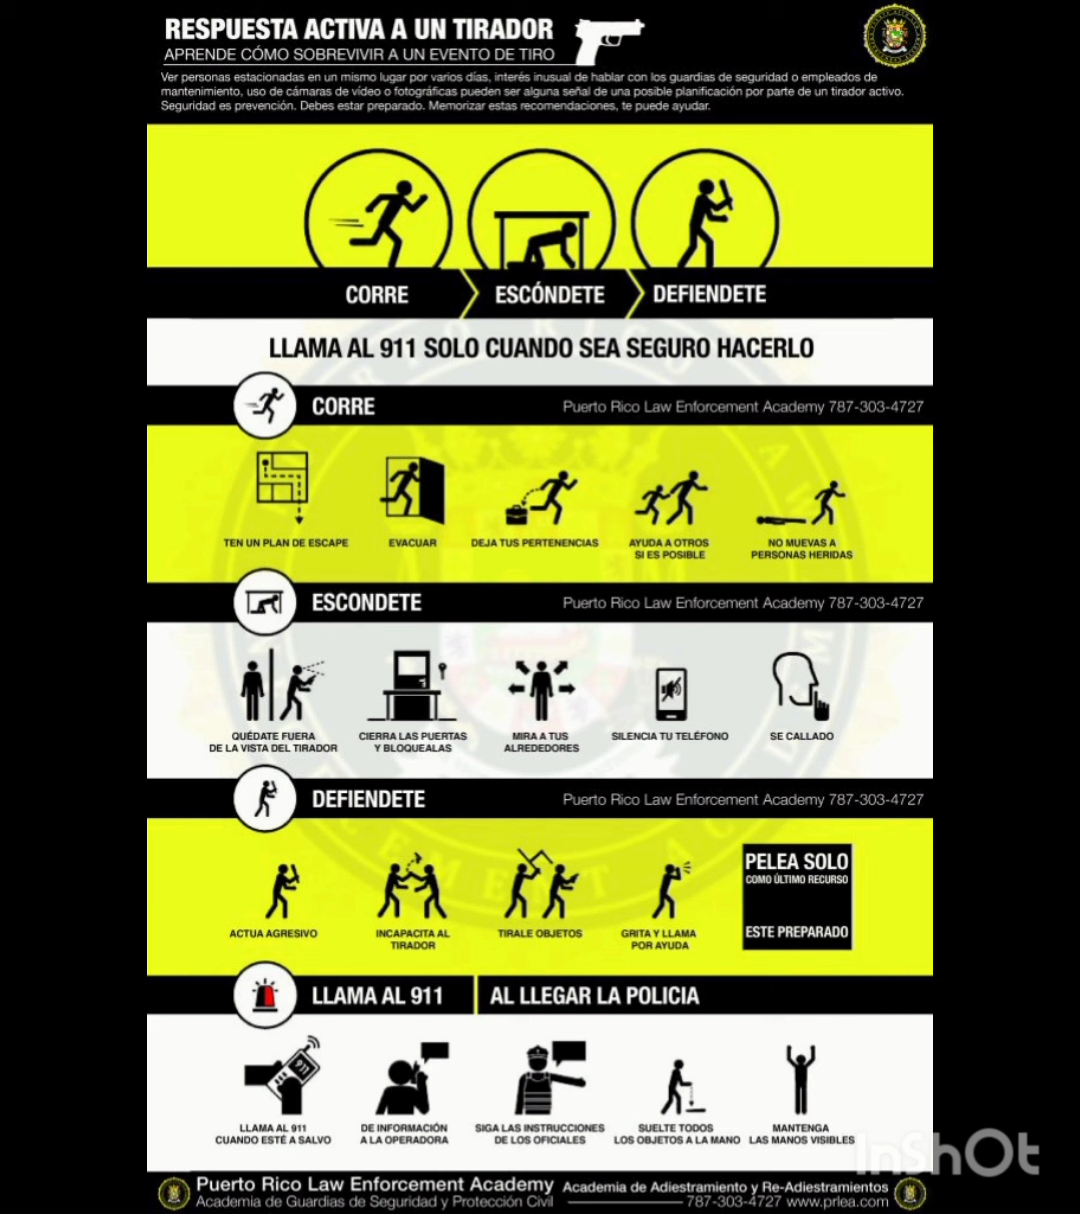 RESPUESTA ACTIVA A UN TIRADOR
APRENDE CÓMO SOBREVIVIR A UN EVENTO DE TIRO
Ver personas estacionadas en un mismo lugar por varios días, interés inusual de hablar con los guardias de seguridad o empleados de
mantenimiento, uso de cámaras de vídeo o fotográficas pueden ser alguna señal de una posible planificación por parte de un tirador activo.
Seguridad es prevención. Debes estar preparado. Memorizar estas recomendaciones, te puede ayudar.
CORRE
ESCÓNDETE
DEFIENDETE
LLAMA AL 911 SOLO CUANDO SEA SEGURO HACERLO
CORRE
Puerto Rico Law Enforcement Academy 787-303-4727
TEN UN PLAN DE ESCAPE
EVACUAR
DEJA TUS PERTENENCIAS
AYUDA A OTROS
SI ES POSIBLE
NO MUEVAS A
PERSONAS HERIDAS
ESCONDETE
Puerto Rico Law Enforcement Academy 787-303-4727
QUÉDATE FUERA
DE LA VISTA DEL TIRADOR
CIERRA LAS PUERTAS
Y BLOQUEALAS
MIRA A TUS
ALREDEDORES
SILENCIA TU TELÉFONO
SE CALLADO
DEFIENDETE
Puerto Rico Law Enforcement Academy 787-303-4727
ACTUA AGRESIVO
INCAPACITA AL
TIRADOR
TIRALE OBJETOS
GRITA Y LLAMA
POR AYUDA
PELEA SOLO
COMO ÚLTIMO RECURSO
ESTE PREPARADO
LLAMA AL 911
AL LLEGAR LA POLICIA
911
LLAMA AL 911
CUANDO ESTÉ A SALVO
DE INFORMACIÓN
A LA OPERADORA
SIGA LAS INSTRUCCIONES
DE LOS OFICIALES
SUELTE TODOS
LOS OBJETOS A LA MANO
MANTENGA
LAS MANOS VISIBLES
InShOt
Puerto Rico Law Enforcement Academy
Academia de Guardias de Seguridad y Protección Civil
Academia de Adiestramiento y Re-Adiestramientos
787-303-4727 www.prlea.com